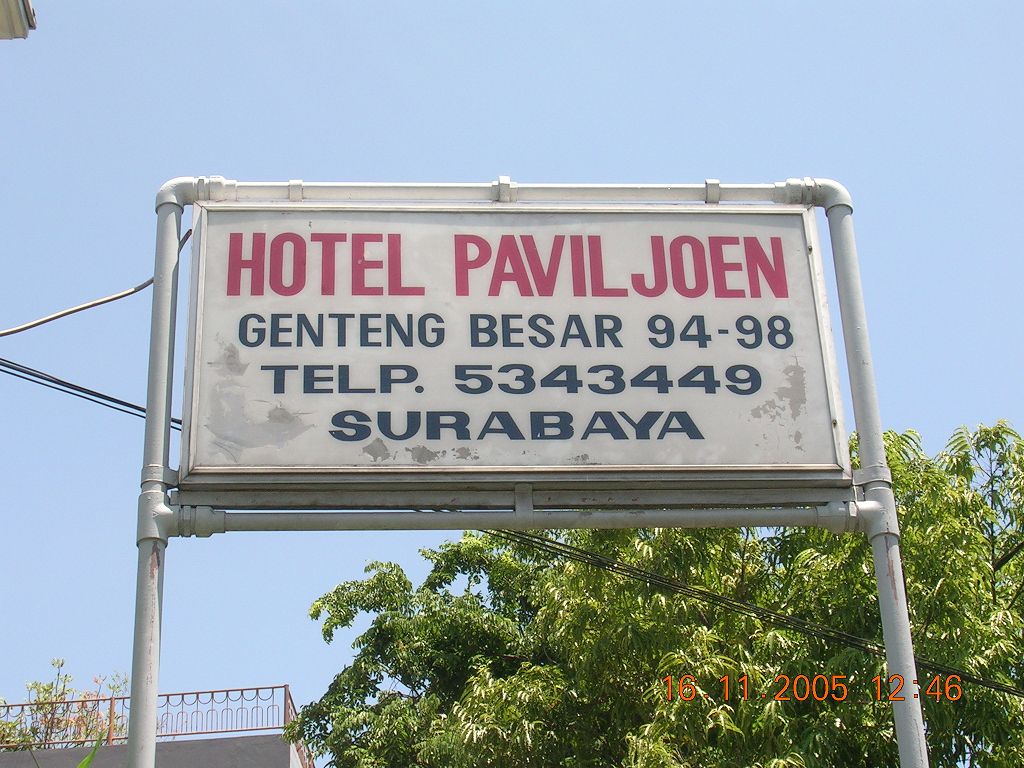 HOTEL PAVILJOEN
GENTENG BESAR 94-98
TELP. 5343449
SURABAYA
16.11.2005 12:46